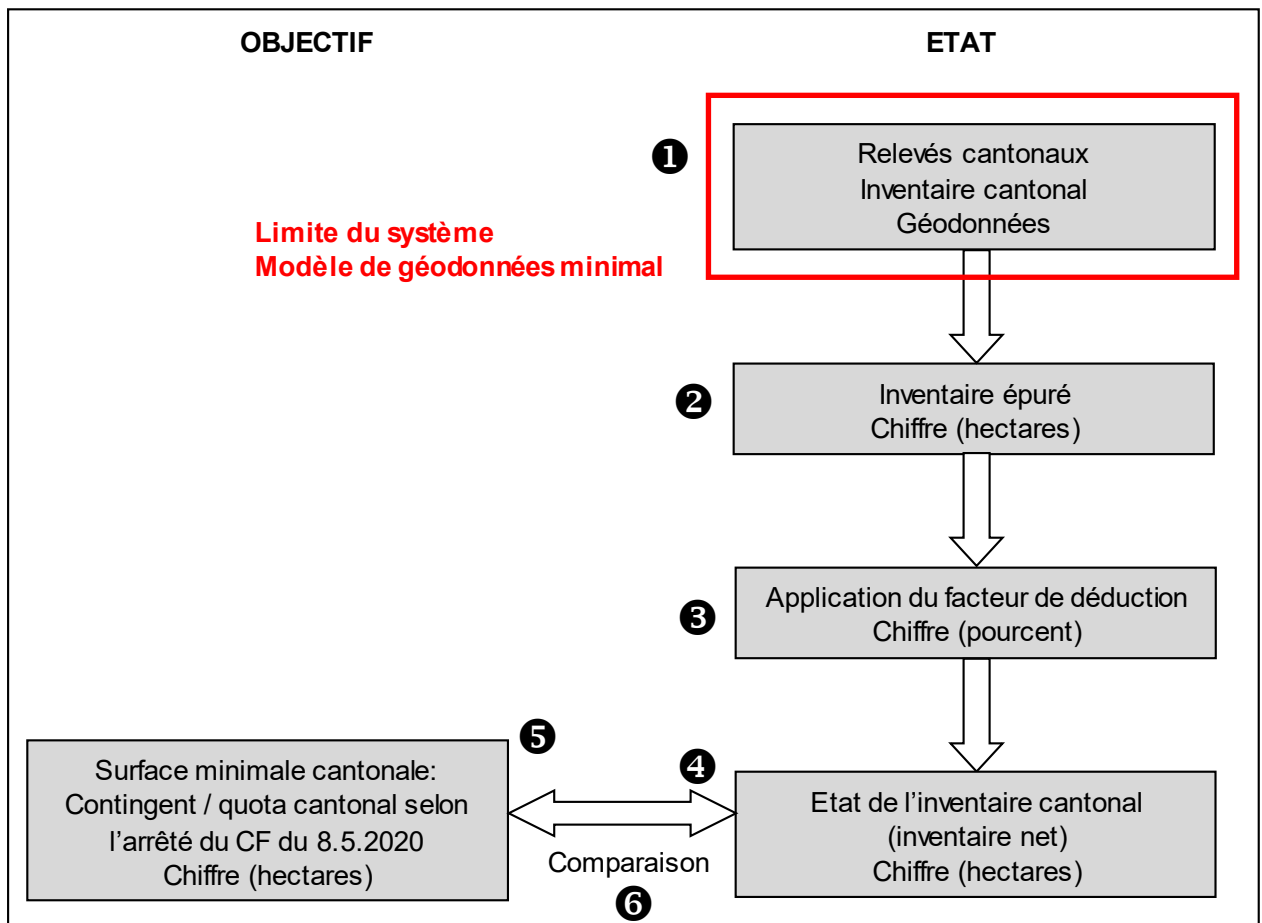 OBJECTIF
ETAT
❶
Relevés cantonaux
Inventaire cantonal
Géodonnées
Limite du système
Modèle de géodonnées minimal
❷
Inventaire épuré
Chiffre (hectares)
❸
Application du facteur de déduction
Chiffre (pourcent)
❺
Surface minimale cantonale:
Contingent / quota cantonal selon
l'arrêté du CF du 8.5.2020
Chiffre (hectares)
❹
Etat de l'inventaire cantonal
(inventaire net)
Chiffre (hectares)
Comparaison
❻